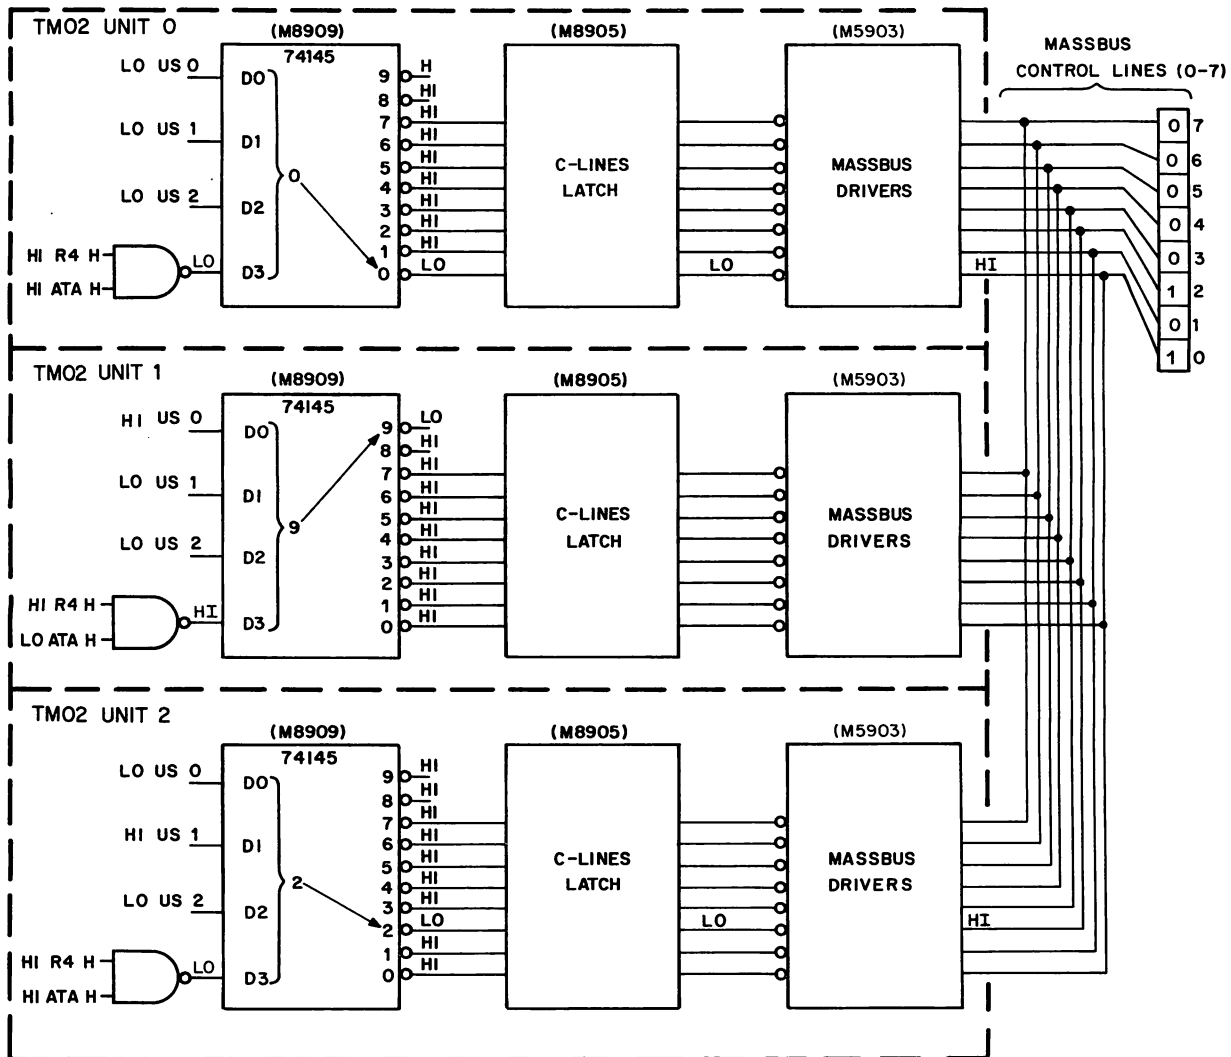 TM02 UNIT 0
(M8909)
(M8905)
(M5903)
MASSBUS
CONTROL LINES (0-7)
74145
LO US 0
D0
9
H
8
HI
7
HI
0
7
LO US 1
D1
6
HI
0
6
5
HI
0
5
C-LINES
LATCH
MASSBUS
DRIVERS
0
4
HI
0
4
LO US 2
D2
3
HI
0
3
2
HI
1
2
HI R4 H
HI ATA H
LO
D3
1
HI
0
1
0
LO
LO
HI
1
0
TM02 UNIT 1
(M8909)
(M8905)
(M5903)
74145
HI US 0
D0
9
LO
8
HI
7
HI
LO US 1
D1
6
HI
5
HI
C-LINES
LATCH
MASSBUS
DRIVERS
9
4
HI
LO US 2
D2
3
HI
2
HI
HI R4 H
LO ATA H
HI
D3
1
HI
0
HI
TM02 UNIT 2
(M8909)
(M8905)
(M5903)
74145
LO US 0
D0
9
HI
8
HI
7
HI
HI US 1
D1
6
HI
5
HI
C-LINES
LATCH
MASSBUS
DRIVERS
2
4
HI
LO US 2
D2
3
HI
2
LO
LO
HI
HI R4 H
HI ATA H
LO
D3
1
HI
0
HI